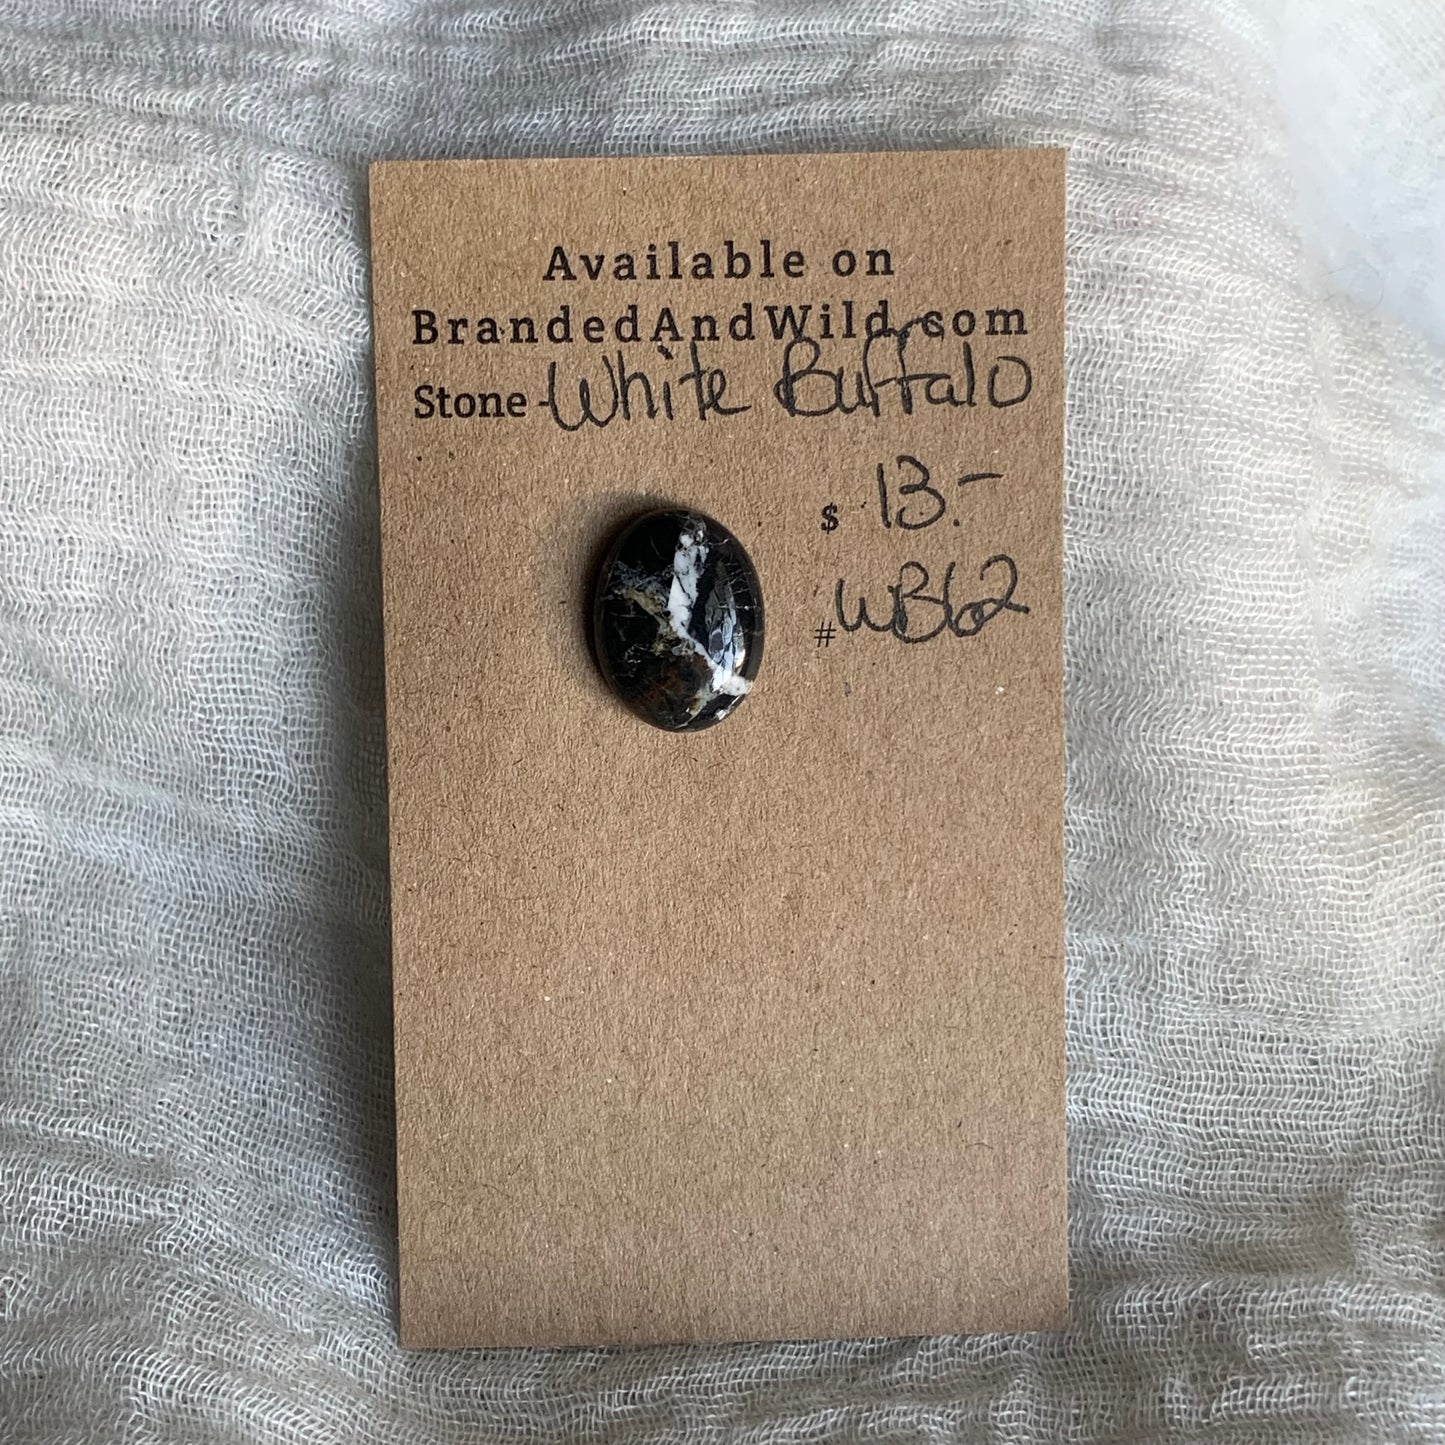 Available on
BrandedAndWild.com
Stone - White Buffalo
$ 13.-
# WB62